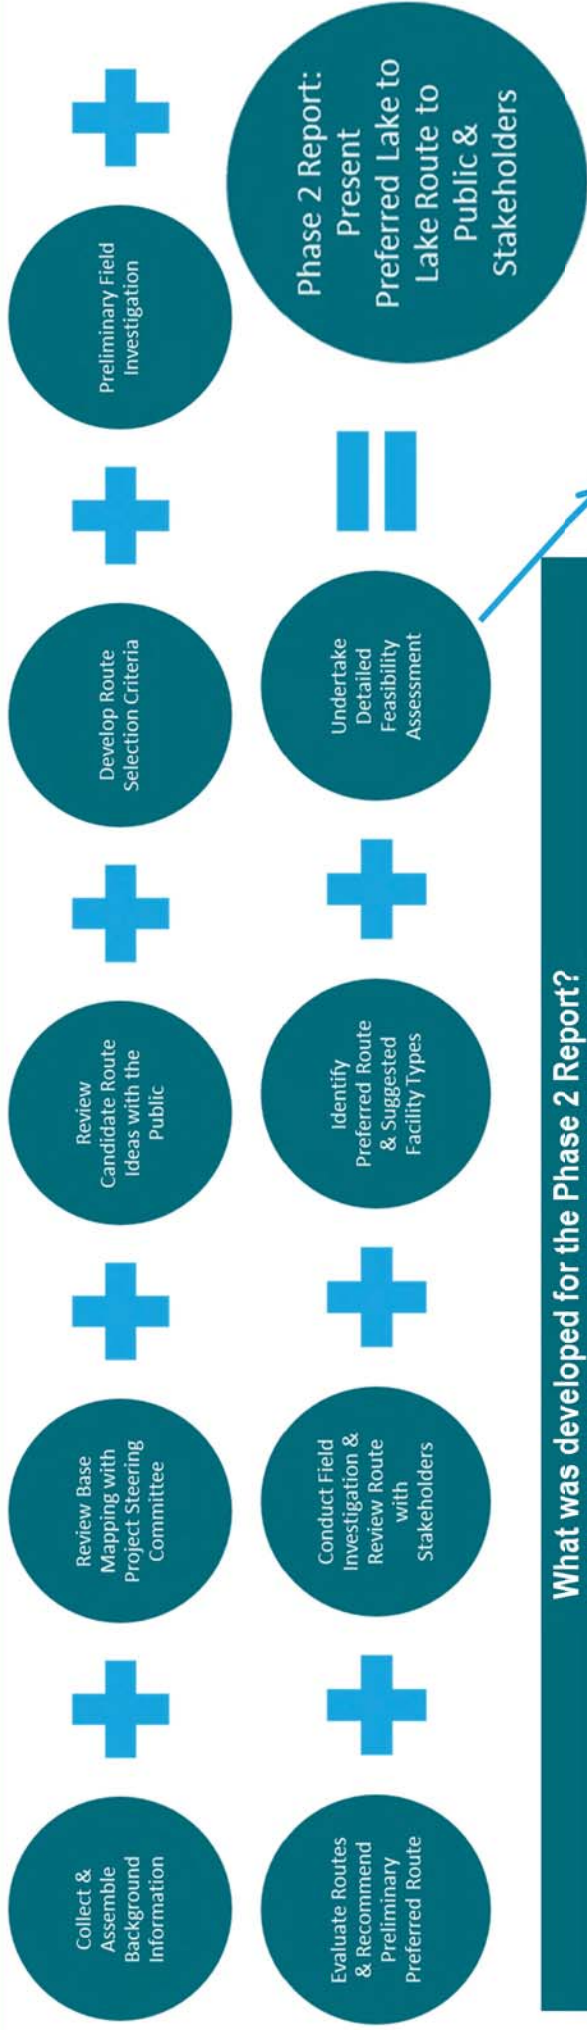 Collect &
Assemble
Background
Information
Review Base
Mapping with
Project Steering
Committee
Review
Candidate Route
Ideas with the
Public
Develop Route
Selection Criteria
Preliminary Field
Investigation
Evaluate Routes
& Recommend
Preliminary
Preferred Route
Conduct Field
Investigation &
Review Route
with
Stakeholders
Identify
Preferred Route
& Suggested
Facility Types
Undertake
Detailed
Feasibility
Assessment
Phase 2 Report:
Present
Preferred Lake to
Lake Route to
Public &
Stakeholders
What was developed for the Phase 2 Report?